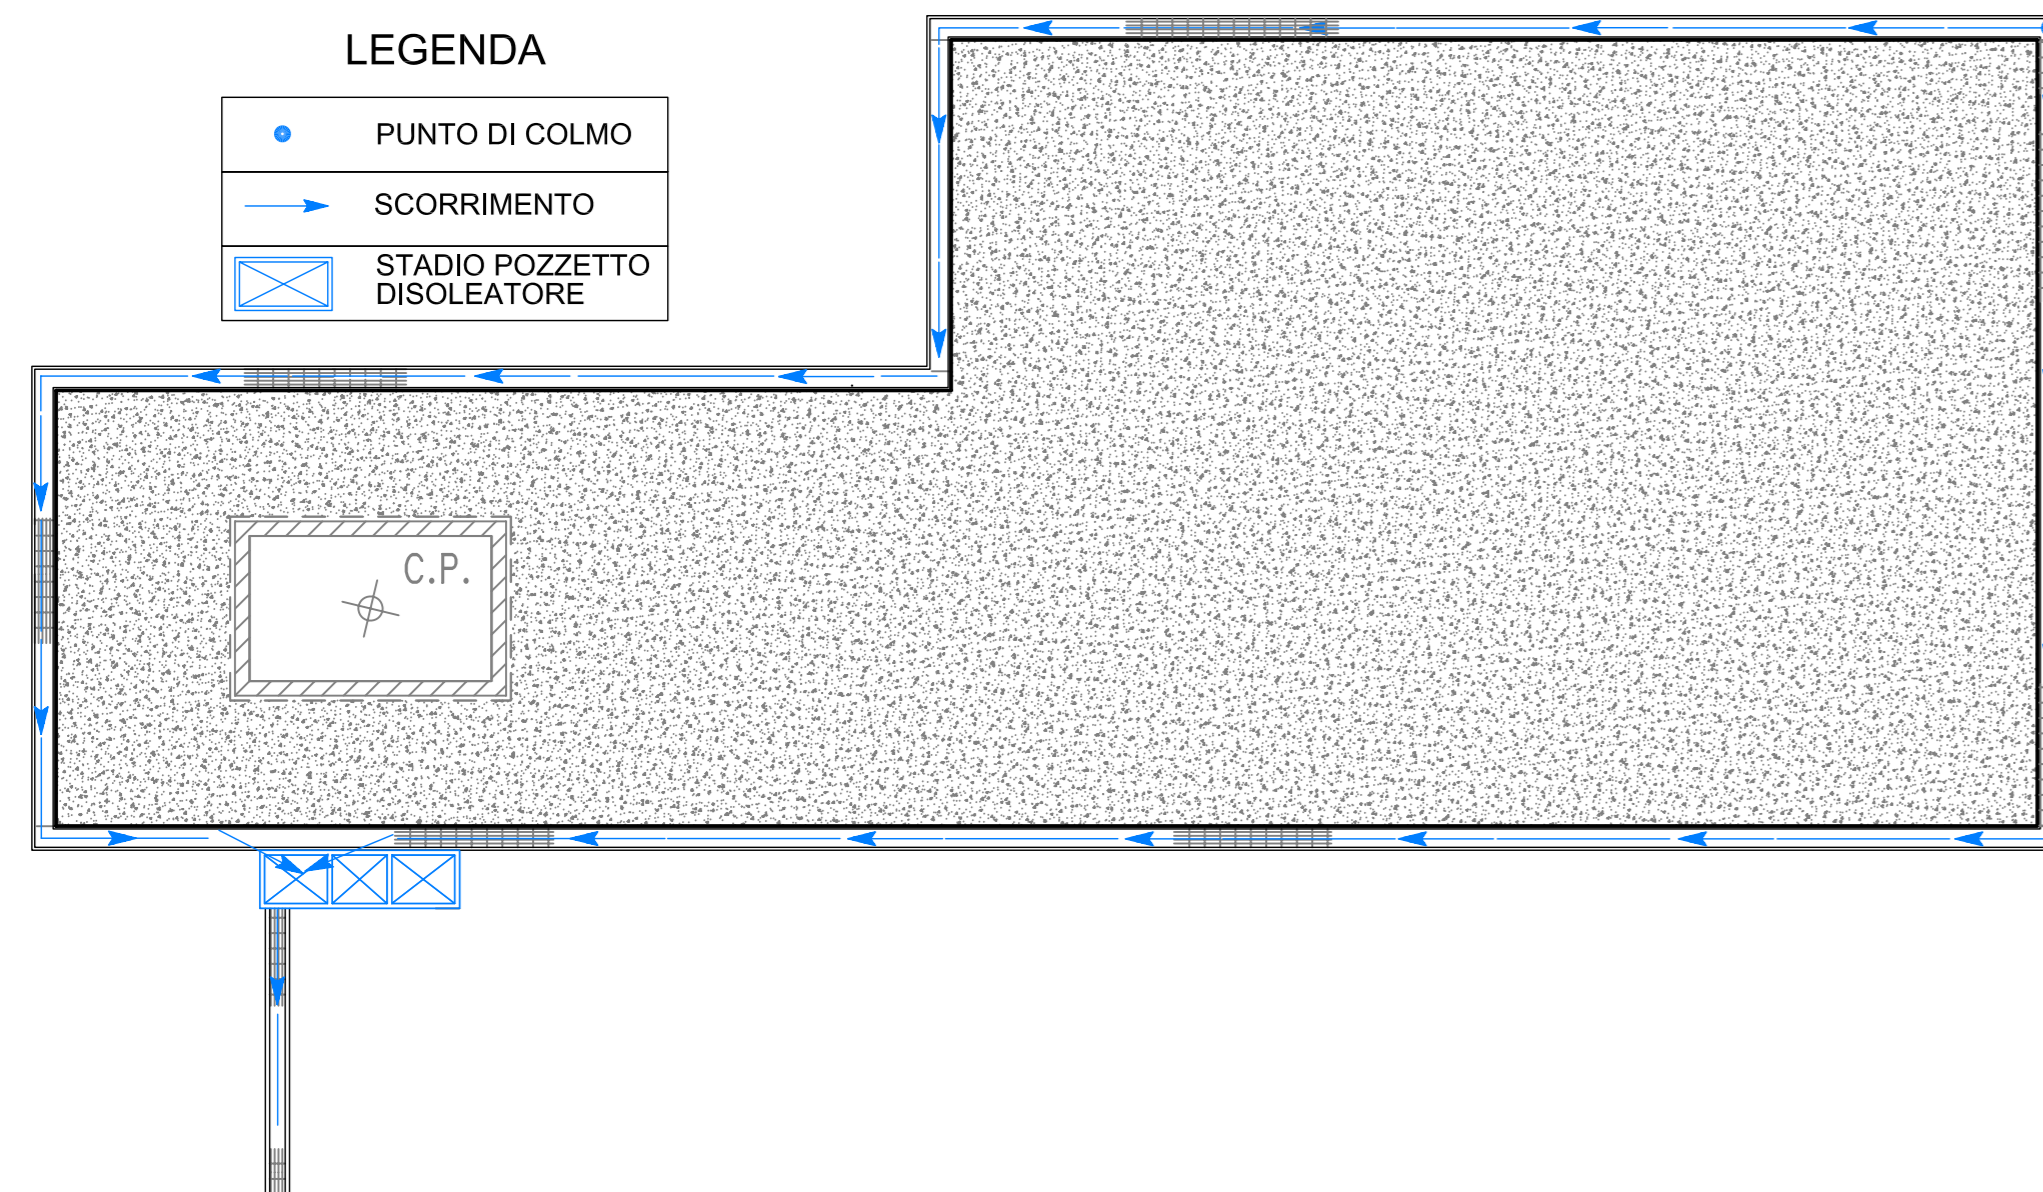 LEGENDA
PUNTO DI COLMO
SCORRIMENTO
STADIO POZZETTO
DISOLEATORE
C.P.